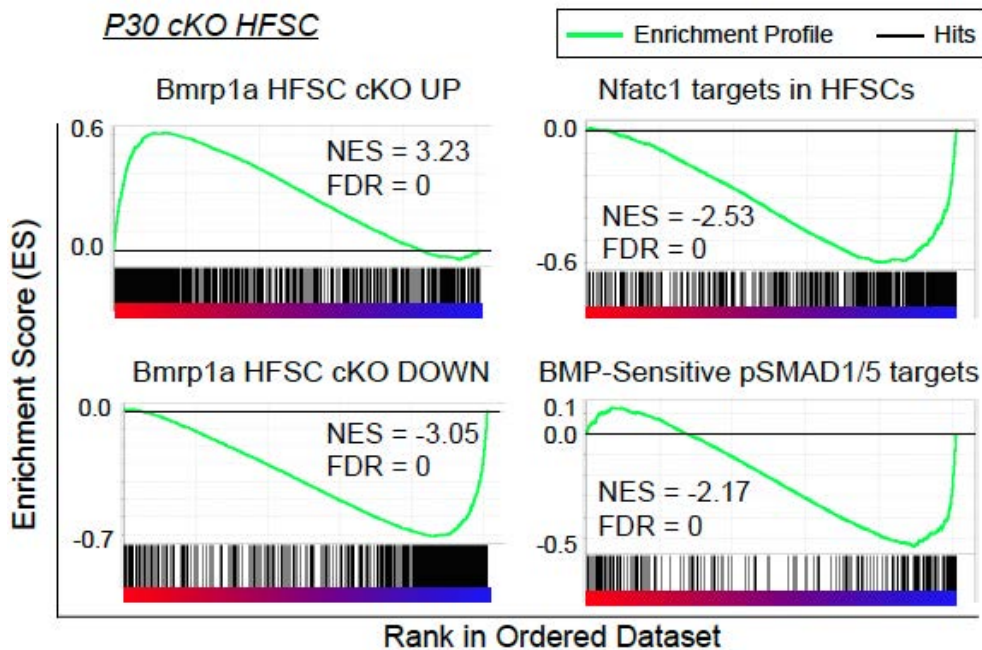 P30 cKO HFSC
Enrichment Profile
Hits
Bmrp1a HFSC cKO UP
0.6
0.0
NES = 3.23
FDR = 0
Nfatc1 targets in HFSCs
0.0
-0.6
NES = -2.53
FDR = 0
Bmrp1a HFSC cKO DOWN
0.0
-0.7
NES = -3.05
FDR = 0
BMP-Sensitive pSMAD1/5 targets
0.1
0.0
-0.5
NES = -2.17
FDR = 0
Enrichment Score (ES)
Rank in Ordered Dataset